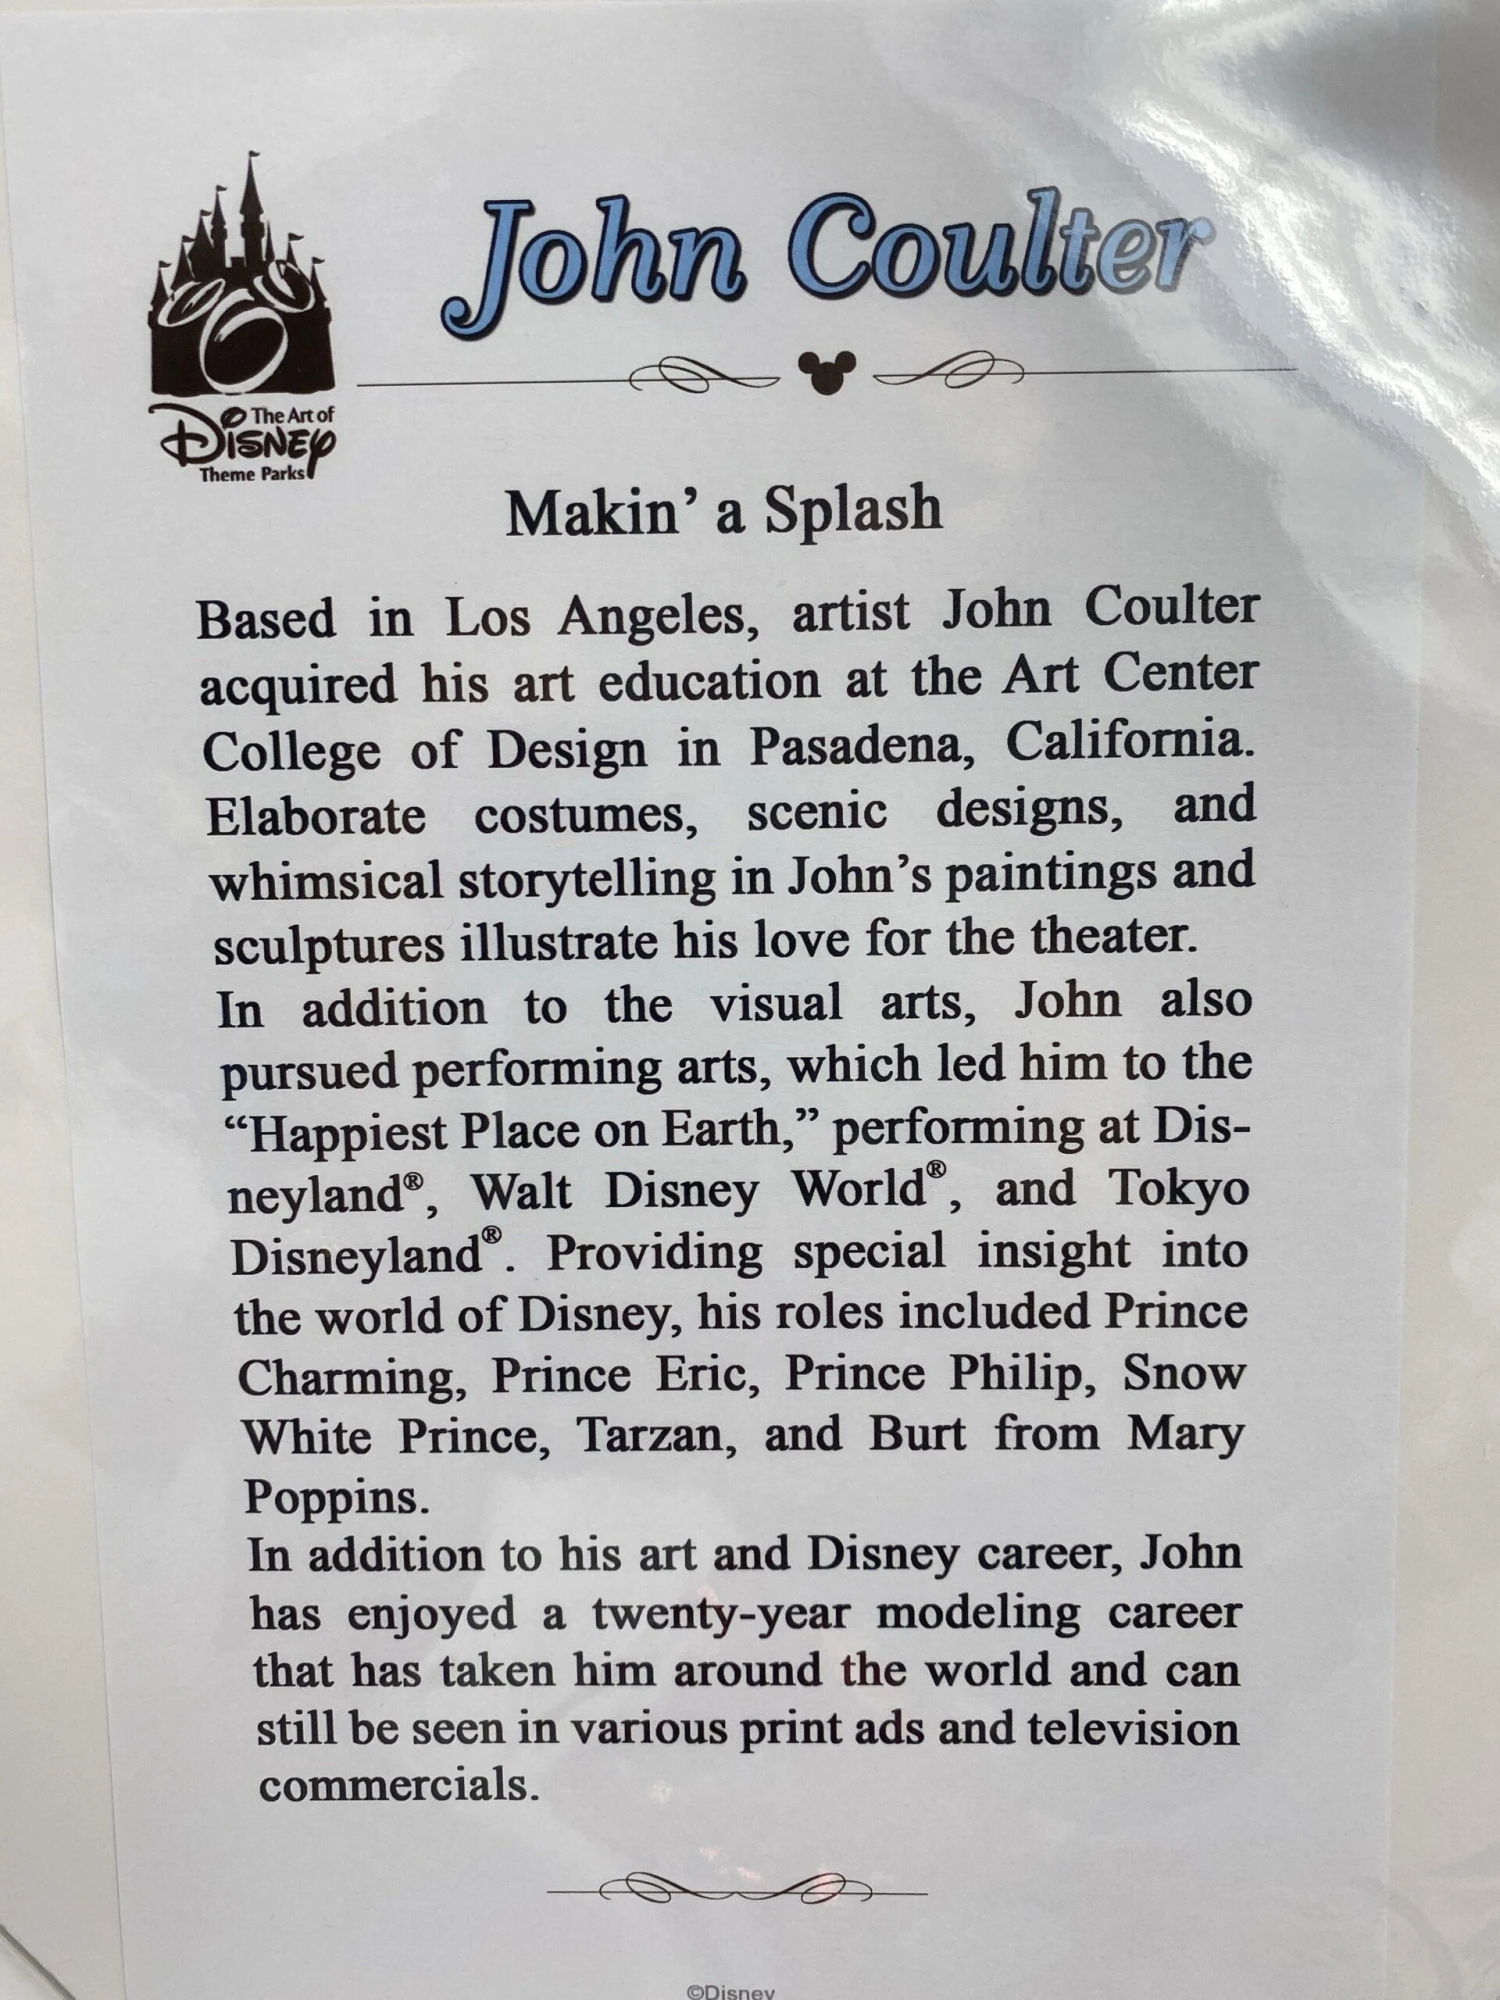 John Coulter
The Art of
Disney
Theme Parks
Makin’ a Splash
Based in Los Angeles, artist John Coulter
acquired his art education at the Art Center
College of Design in Pasadena, California.
Elaborate costumes, scenic designs, and
whimsical storytelling in John’s paintings and
sculptures illustrate his love for the theater.
In addition to the visual arts, John also
pursued performing arts, which led him to the
“Happiest Place on Earth,” performing at Dis-
neyland®, Walt Disney World®, and Tokyo
Disneyland®. Providing special insight into
the world of Disney, his roles included Prince
Charming, Prince Eric, Prince Philip, Snow
White Prince, Tarzan, and Burt from Mary
Poppins.
In addition to his art and Disney career, John
has enjoyed a twenty-year modeling career
that has taken him around the world and can
still be seen in various print ads and television
commercials.
©Disney